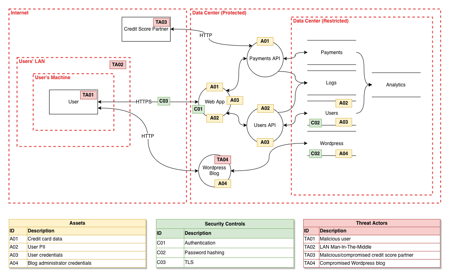 Internet
Data Center (Protected)
Data Center (Restricted)
TA03
Credit Score Partner
HTTP
A01
Payments API
Payments
Users' LAN
TA02
User's Machine
TA01
User
HTTPS
C03
A01
Web App
A03
C01
A02
Logs
Analytics
A02
Users API
A03
A02
Users
C02
A03
HTTP
TA04
Wordpress
Blog
A04
Wordpress
C02
A04
Assets
ID Description
A01 Credit card data
A02 User PII
A03 User credentials
A04 Blog administrator credentials
Security Controls
ID Description
C01 Authentication
C02 Password hashing
C03 TLS
Threat Actors
ID Description
TA01 Malicious user
TA02 LAN Man-In-The-Middle
TA03 Malicious/compromised credit score partner
TA04 Compromised Wordpress blog